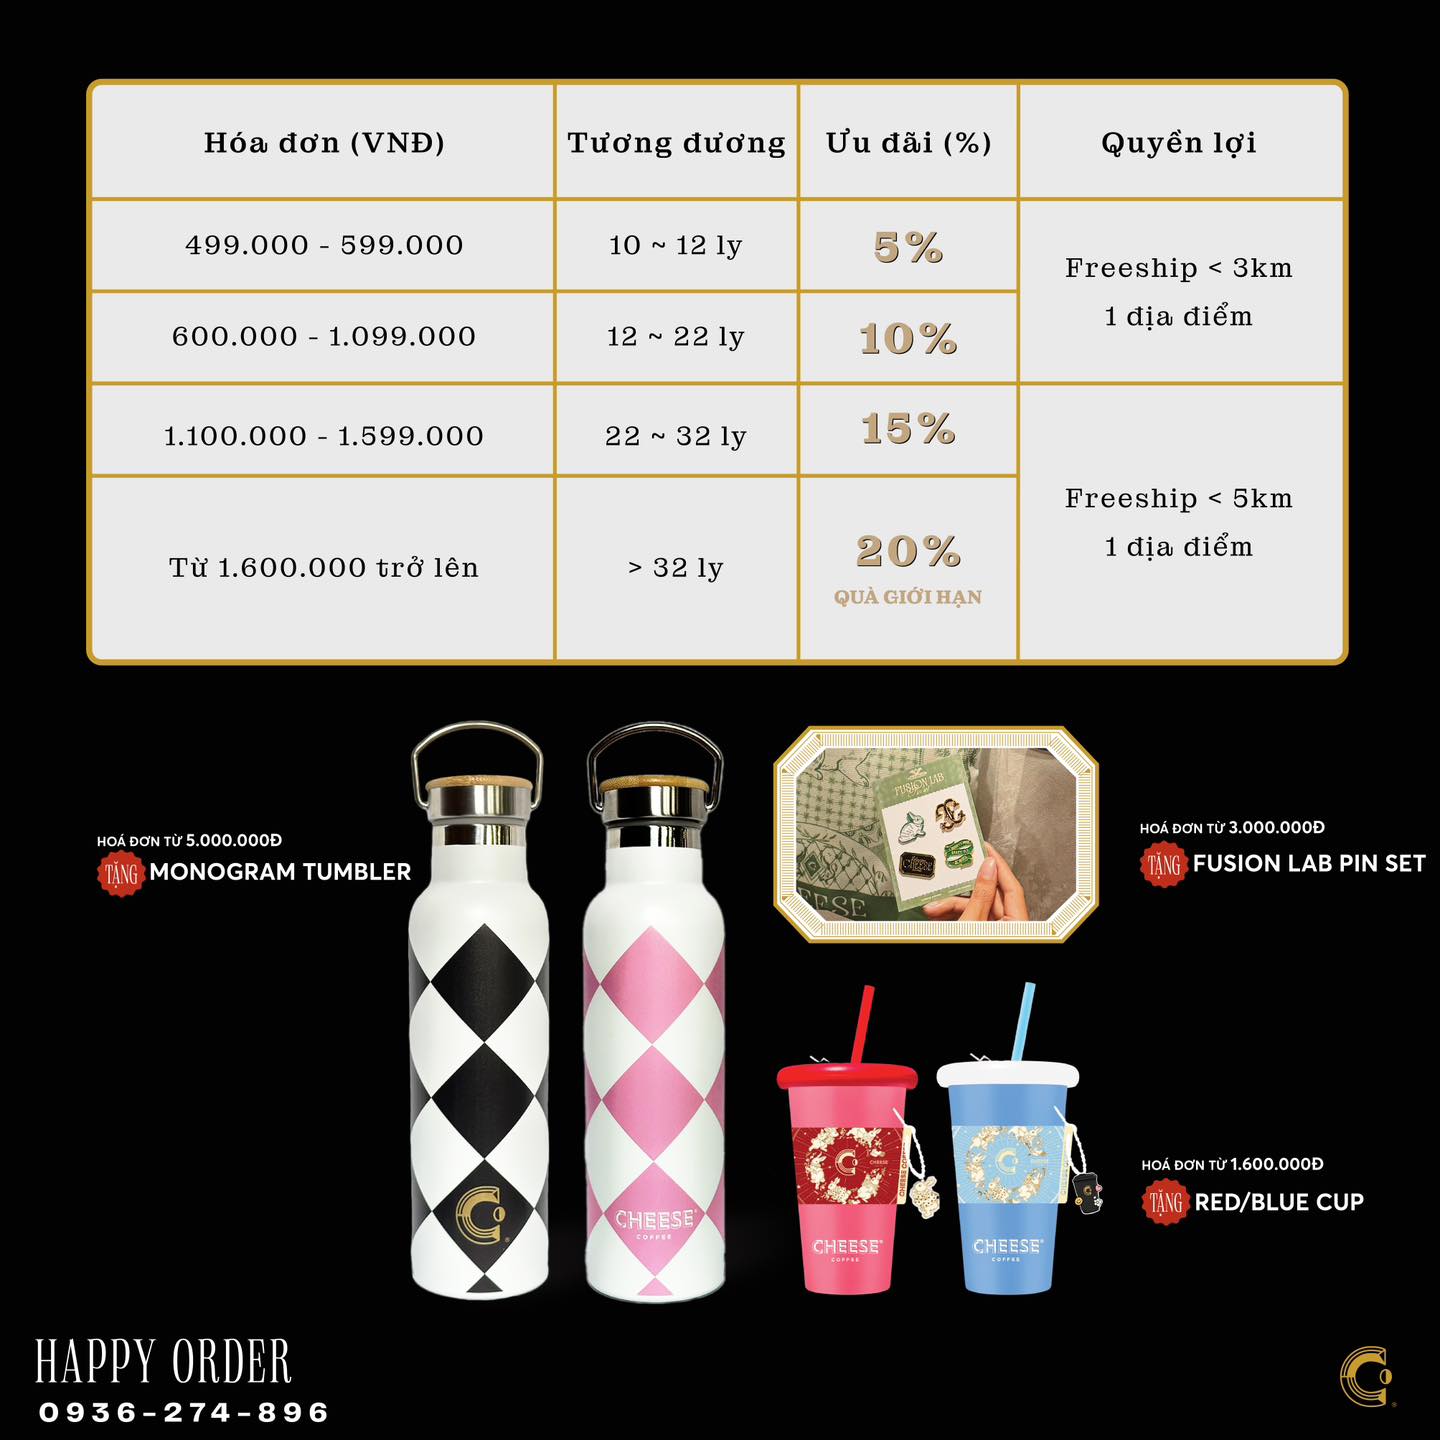 Hóa đơn (VNĐ) Tương đương Ưu đãi (%) Quyền lợi
499.000 - 599.000 10 ~ 12 ly 5%
Freeship < 3km
1 địa điểm
600.000 - 1.099.000 12 ~ 22 ly 10%
1.100.000 - 1.599.000 22 ~ 32 ly 15%
Freeship < 5km
1 địa điểm
Từ 1.600.000 trở lên > 32 ly 20%
QUÀ GIỚI HẠN
HOÁ ĐƠN TỪ 5.000.000Đ
TẶNG MONOGRAM TUMBLER
FUSION LAB
CHEESE
HOÁ ĐƠN TỪ 3.000.000Đ
TẶNG FUSION LAB PIN SET
CHEESE®
COFFEE
CHEESE
CHEESE®
COFFEE
CHEESE®
COFFEE
HOÁ ĐƠN TỪ 1.600.000Đ
TẶNG RED/BLUE CUP
HAPPY ORDER
0936-274-896